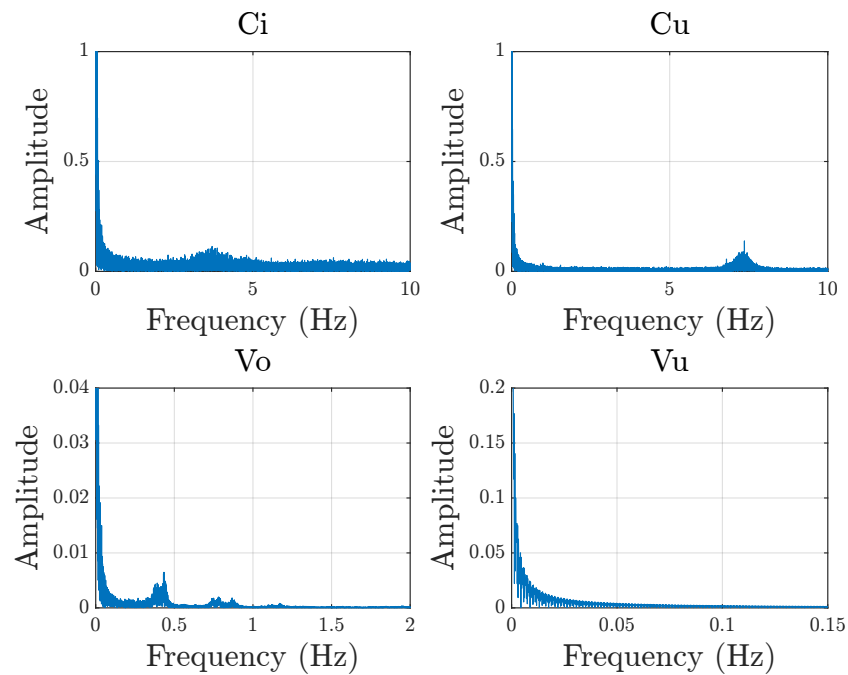 Ci
Amplitude
1
0.5
0
0 5 10
Frequency (Hz)
Cu
Amplitude
1
0.5
0
0 5 10
Frequency (Hz)
Vo
Amplitude
0.04
0.03
0.02
0.01
0
0 0.5 1 1.5 2
Frequency (Hz)
Vu
Amplitude
0.2
0.15
0.1
0.05
0
0 0.05 0.1 0.15
Frequency (Hz)